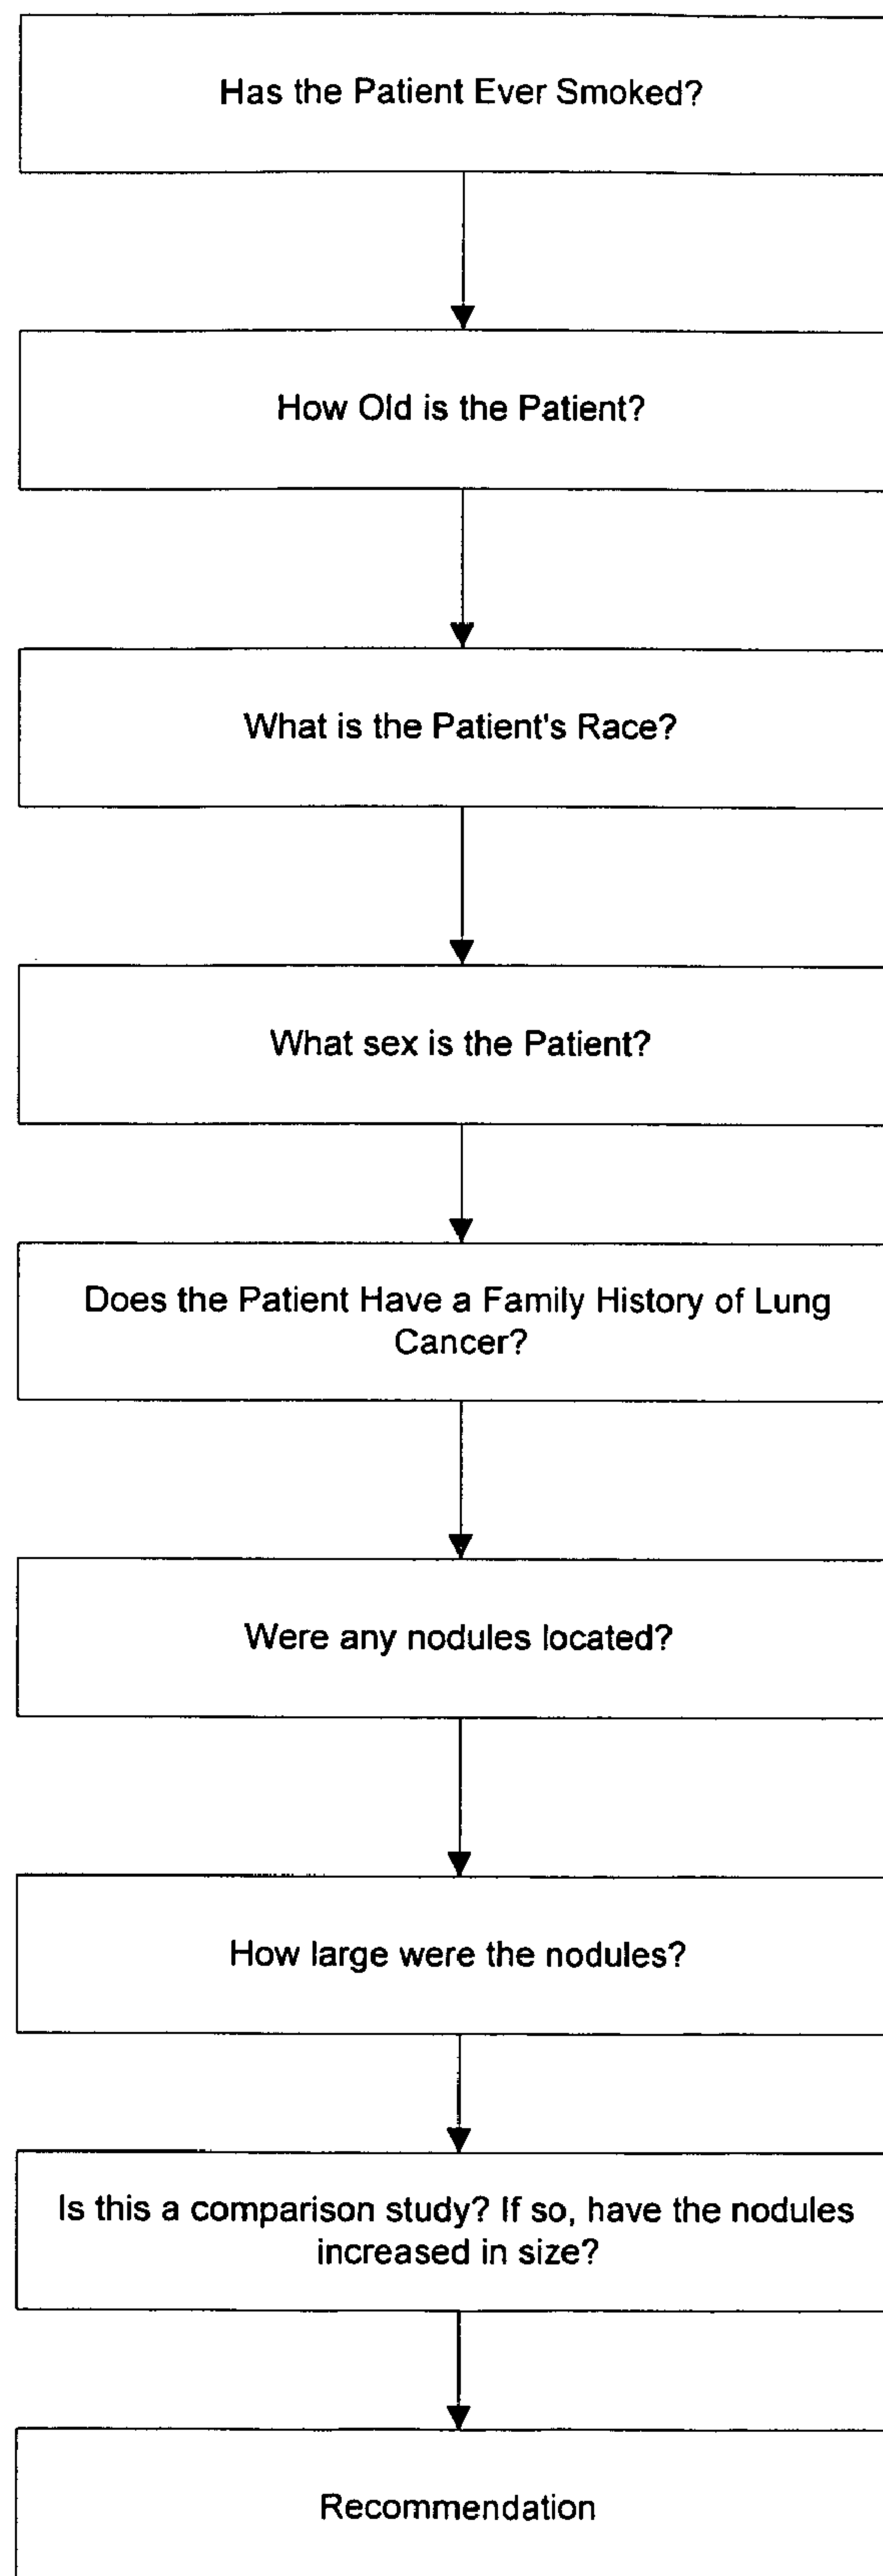 Has the Patient Ever Smoked?
How Old is the Patient?
What is the Patient's Race?
What sex is the Patient?
Does the Patient Have a Family History of Lung
Cancer?
Were any nodules located?
How large were the nodules?
Is this a comparison study? If so, have the nodules
increased in size?
Recommendation